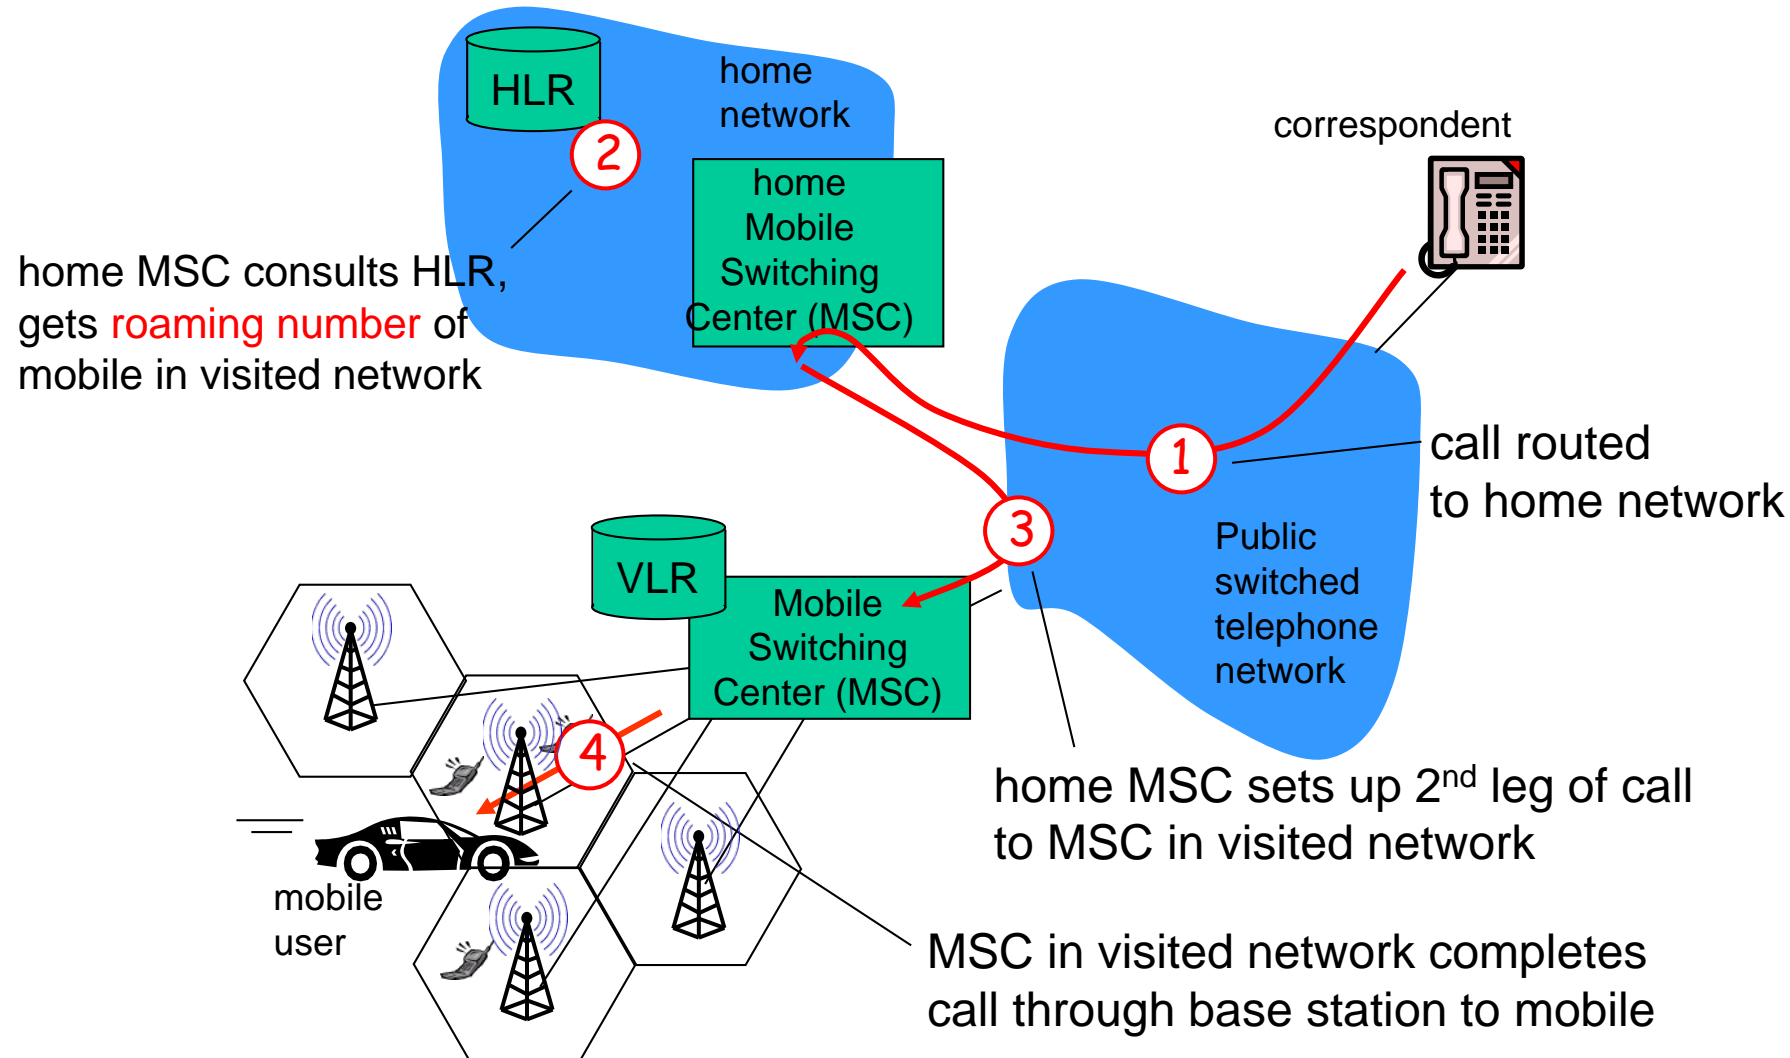 HLR
home
network
2
correspondent
home
Mobile
Switching
Center (MSC)
home MSC consults HLR,
gets roaming number of
mobile in visited network
1
call routed
to home network
3
Public
switched
telephone
network
VLR
Mobile
Switching
Center (MSC)
4
home MSC sets up 2nd leg of call
to MSC in visited network
mobile
user
MSC in visited network completes
call through base station to mobile